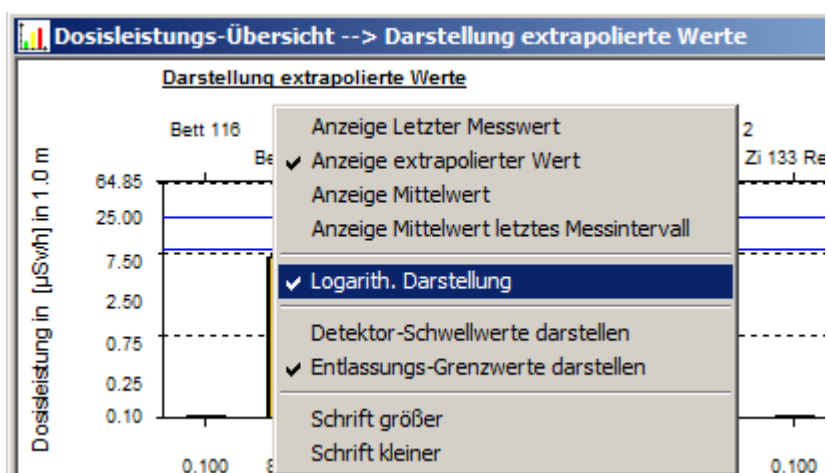 Dosisleistungs-Übersicht --> Darstellung extrapolierte Werte
Darstellung extrapolierte Werte
Bett 116
2
Zi 133 Re
Dosisleistung in [µSv/h] in 1.0 m
64.85
25.00
7.50
2.50
0.75
0.25
0.10
0.100
0.100
Anzeige Letzter Messwert
Anzeige extrapolierter Wert
Anzeige Mittelwert
Anzeige Mittelwert letztes Messintervall
Logarith. Darstellung
Detektor-Schwellwerte darstellen
Entlassungs-Grenzwerte darstellen
Schrift größer
Schrift kleiner